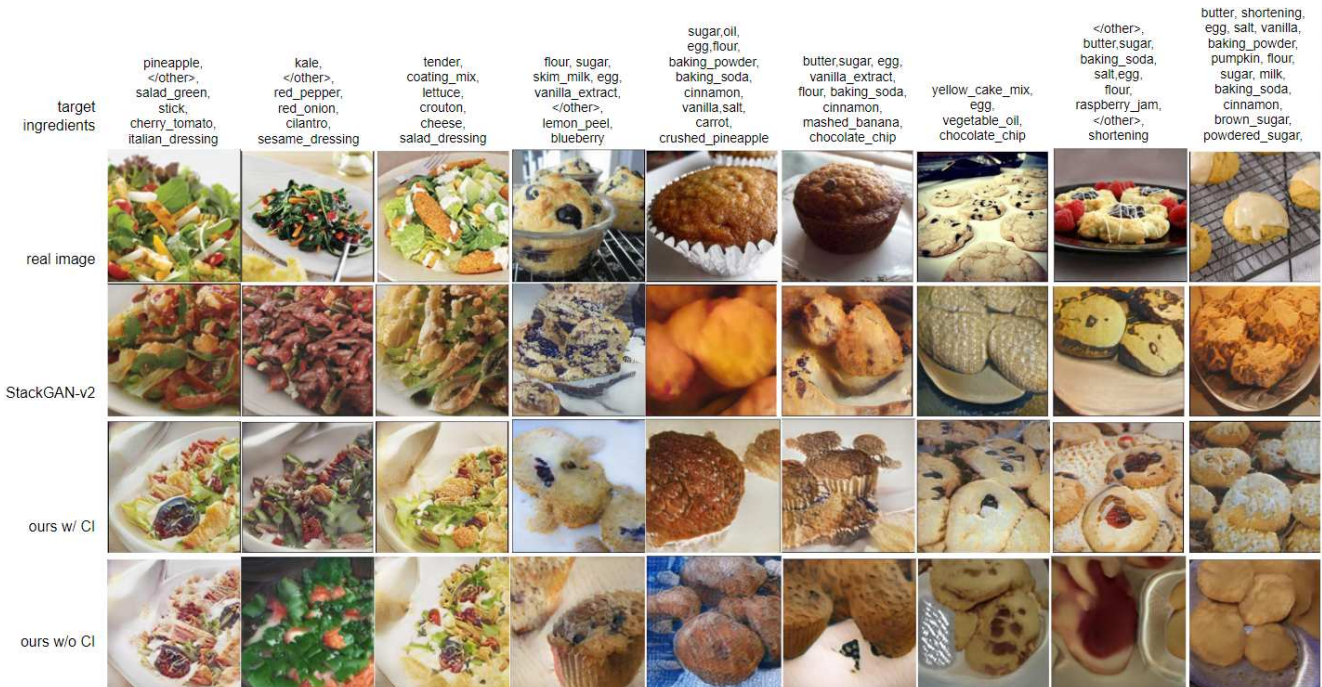 target
ingredients
pineapple,
</other>,
salad_green,
stick,
cherry_tomato,
italian_dressing
kale,
</other>,
red_pepper,
red_onion,
cilantro,
sesame_dressing
tender,
coating_mix,
lettuce,
crouton,
cheese,
salad_dressing
flour, sugar,
skim_milk, egg,
vanilla_extract,
</other>,
lemon_peel,
blueberry
sugar,oil,
egg,flour,
baking_powder,
baking_soda,
cinnamon,
vanilla,salt,
carrot,
crushed_pineapple
butter,sugar, egg,
vanilla_extract,
flour, baking_soda,
cinnamon,
mashed_banana,
chocolate_chip
yellow_cake_mix,
egg,
vegetable_oil,
chocolate_chip
</other>,
butter,sugar,
baking_soda,
salt,egg,
flour,
raspberry_jam,
</other>,
shortening
butter, shortening,
egg, salt, vanilla,
baking_powder,
pumpkin, flour,
sugar, milk,
baking_soda,
cinnamon,
brown_sugar,
powdered_sugar,
real image
StackGAN-v2
ours w/ CI
ours w/o CI